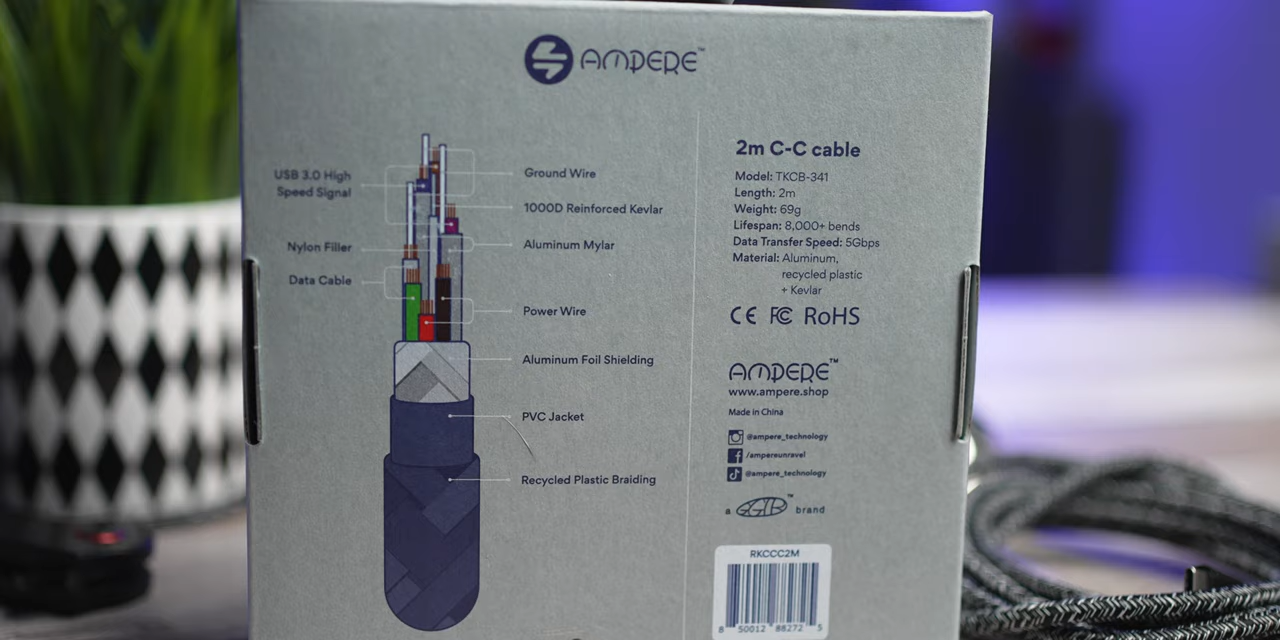 AMPERE™
USB 3.0 High
Speed Signal
Nylon Filler
Data Cable
Ground Wire
1000D Reinforced Kevlar
Aluminum Mylar
Power Wire
Aluminum Foil Shielding
PVC Jacket
Recycled Plastic Braiding
2m C-C cable
Model: TKCB-341
Length: 2m
Weight: 69g
Lifespan: 8,000+ bends
Data Transfer Speed: 5Gbps
Material: Aluminum,
recycled plastic
+ Kevlar
CE FC RoHS
AMPERE™
www.ampere.shop
Made in China
@ampere_technology
/ampereunravel
@ampere_technology
a SGB™ brand
RKCCC2M
8 50012 88272 5